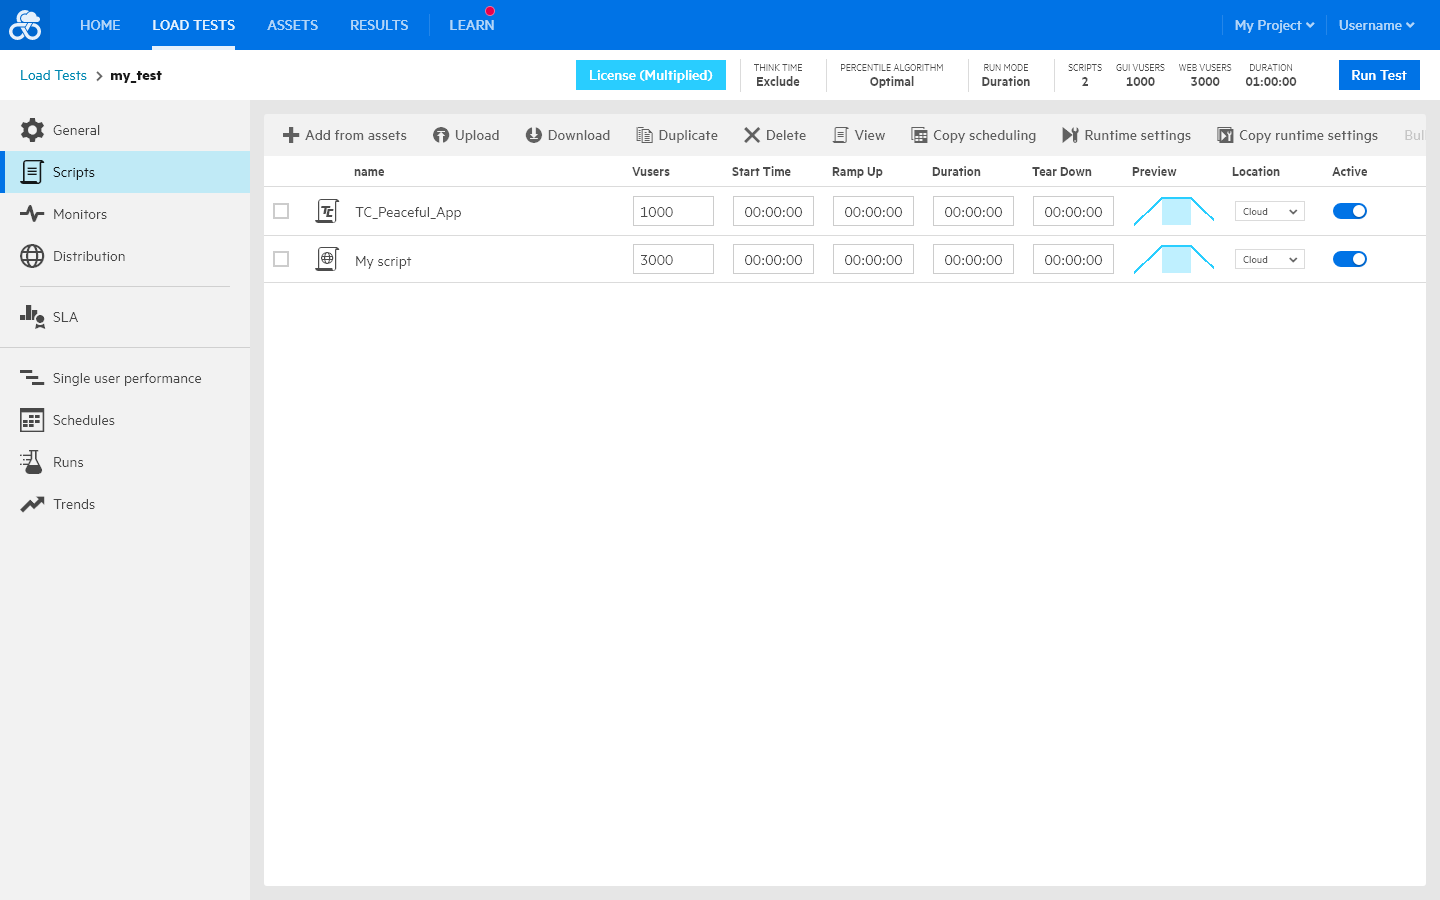 HOME LOAD TESTS ASSETS RESULTS LEARN My Project Username
Load Tests > my_test
License (Multiplied)
THINK TIME
Exclude
PERCENTILE ALGORITHM
Optimal
RUN MODE
Duration
SCRIPTS
2
GUI VUSERS
1000
WEB VUSERS
3000
DURATION
01:00:00
Run Test
General
Scripts
Monitors
Distribution
SLA
Single user performance
Schedules
Runs
Trends
Add from assets Upload Download Duplicate Delete View Copy scheduling Runtime settings Copy runtime settings
name Vusers Start Time Ramp Up Duration Tear Down Preview Location Active
TC TC_Peaceful_App 1000 00:00:00 00:00:00 00:00:00 00:00:00 Cloud
My script 3000 00:00:00 00:00:00 00:00:00 00:00:00 Cloud